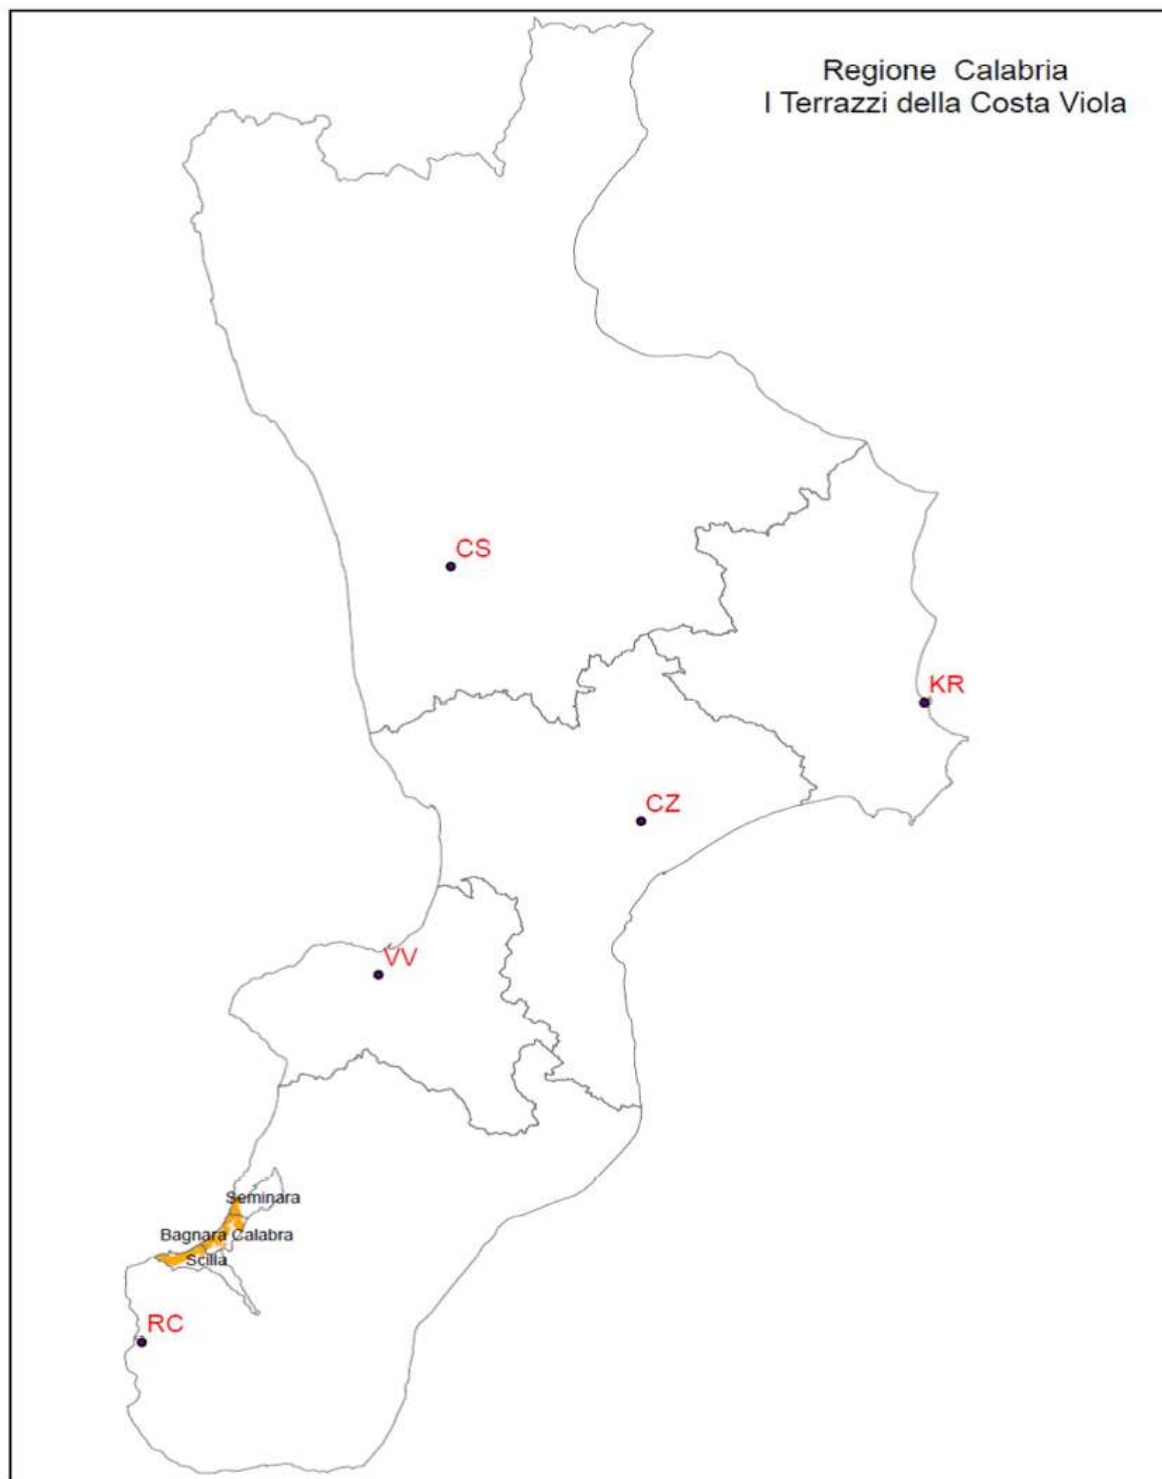 Regione Calabria
I Terrazzi della Costa Viola
CS
KR
CZ
VV
Seminara
Bagnara Calabra
Scilla
RC